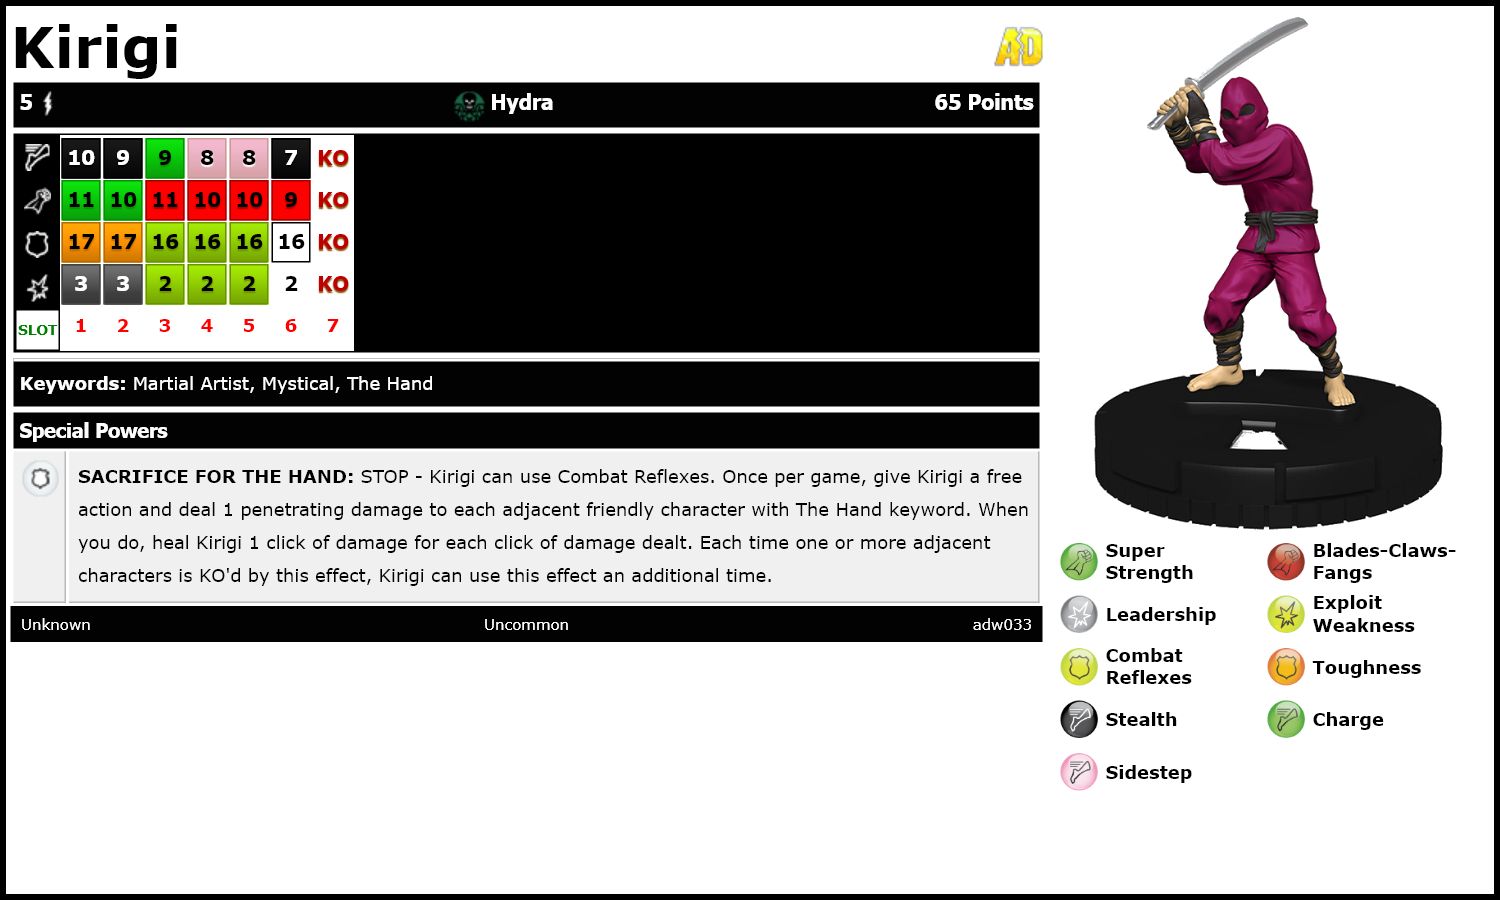 Kirigi
AD
5 Hydra 65 Points
10 9 9 8 8 7 KO
11 10 11 10 10 9 KO
17 17 16 16 16 16 KO
3 3 2 2 2 2 KO
SLOT 1 2 3 4 5 6 7
Keywords: Martial Artist, Mystical, The Hand
Special Powers
SACRIFICE FOR THE HAND: STOP - Kirigi can use Combat Reflexes. Once per game, give Kirigi a free
action and deal 1 penetrating damage to each adjacent friendly character with The Hand keyword. When
you do, heal Kirigi 1 click of damage for each click of damage dealt. Each time one or more adjacent
characters is KO'd by this effect, Kirigi can use this effect an additional time.
Unknown Uncommon adw033
Super
Strength
Blades-Claws-
Fangs
Leadership
Exploit
Weakness
Combat
Reflexes
Toughness
Stealth
Charge
Sidestep